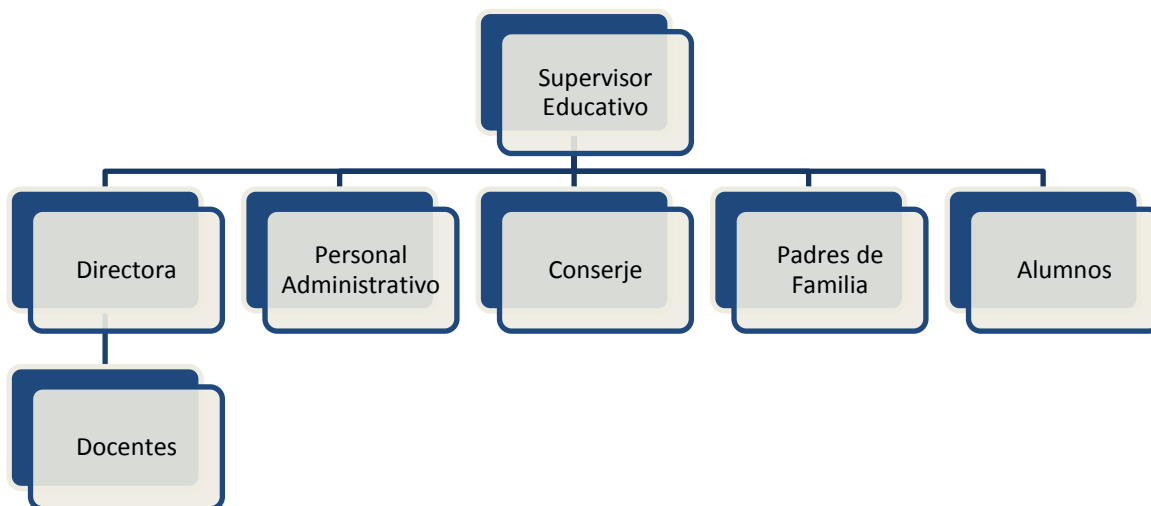 Supervisor
Educativo
Directora
Personal
Administrativo
Conserje
Padres de
Familia
Alumnos
Docentes